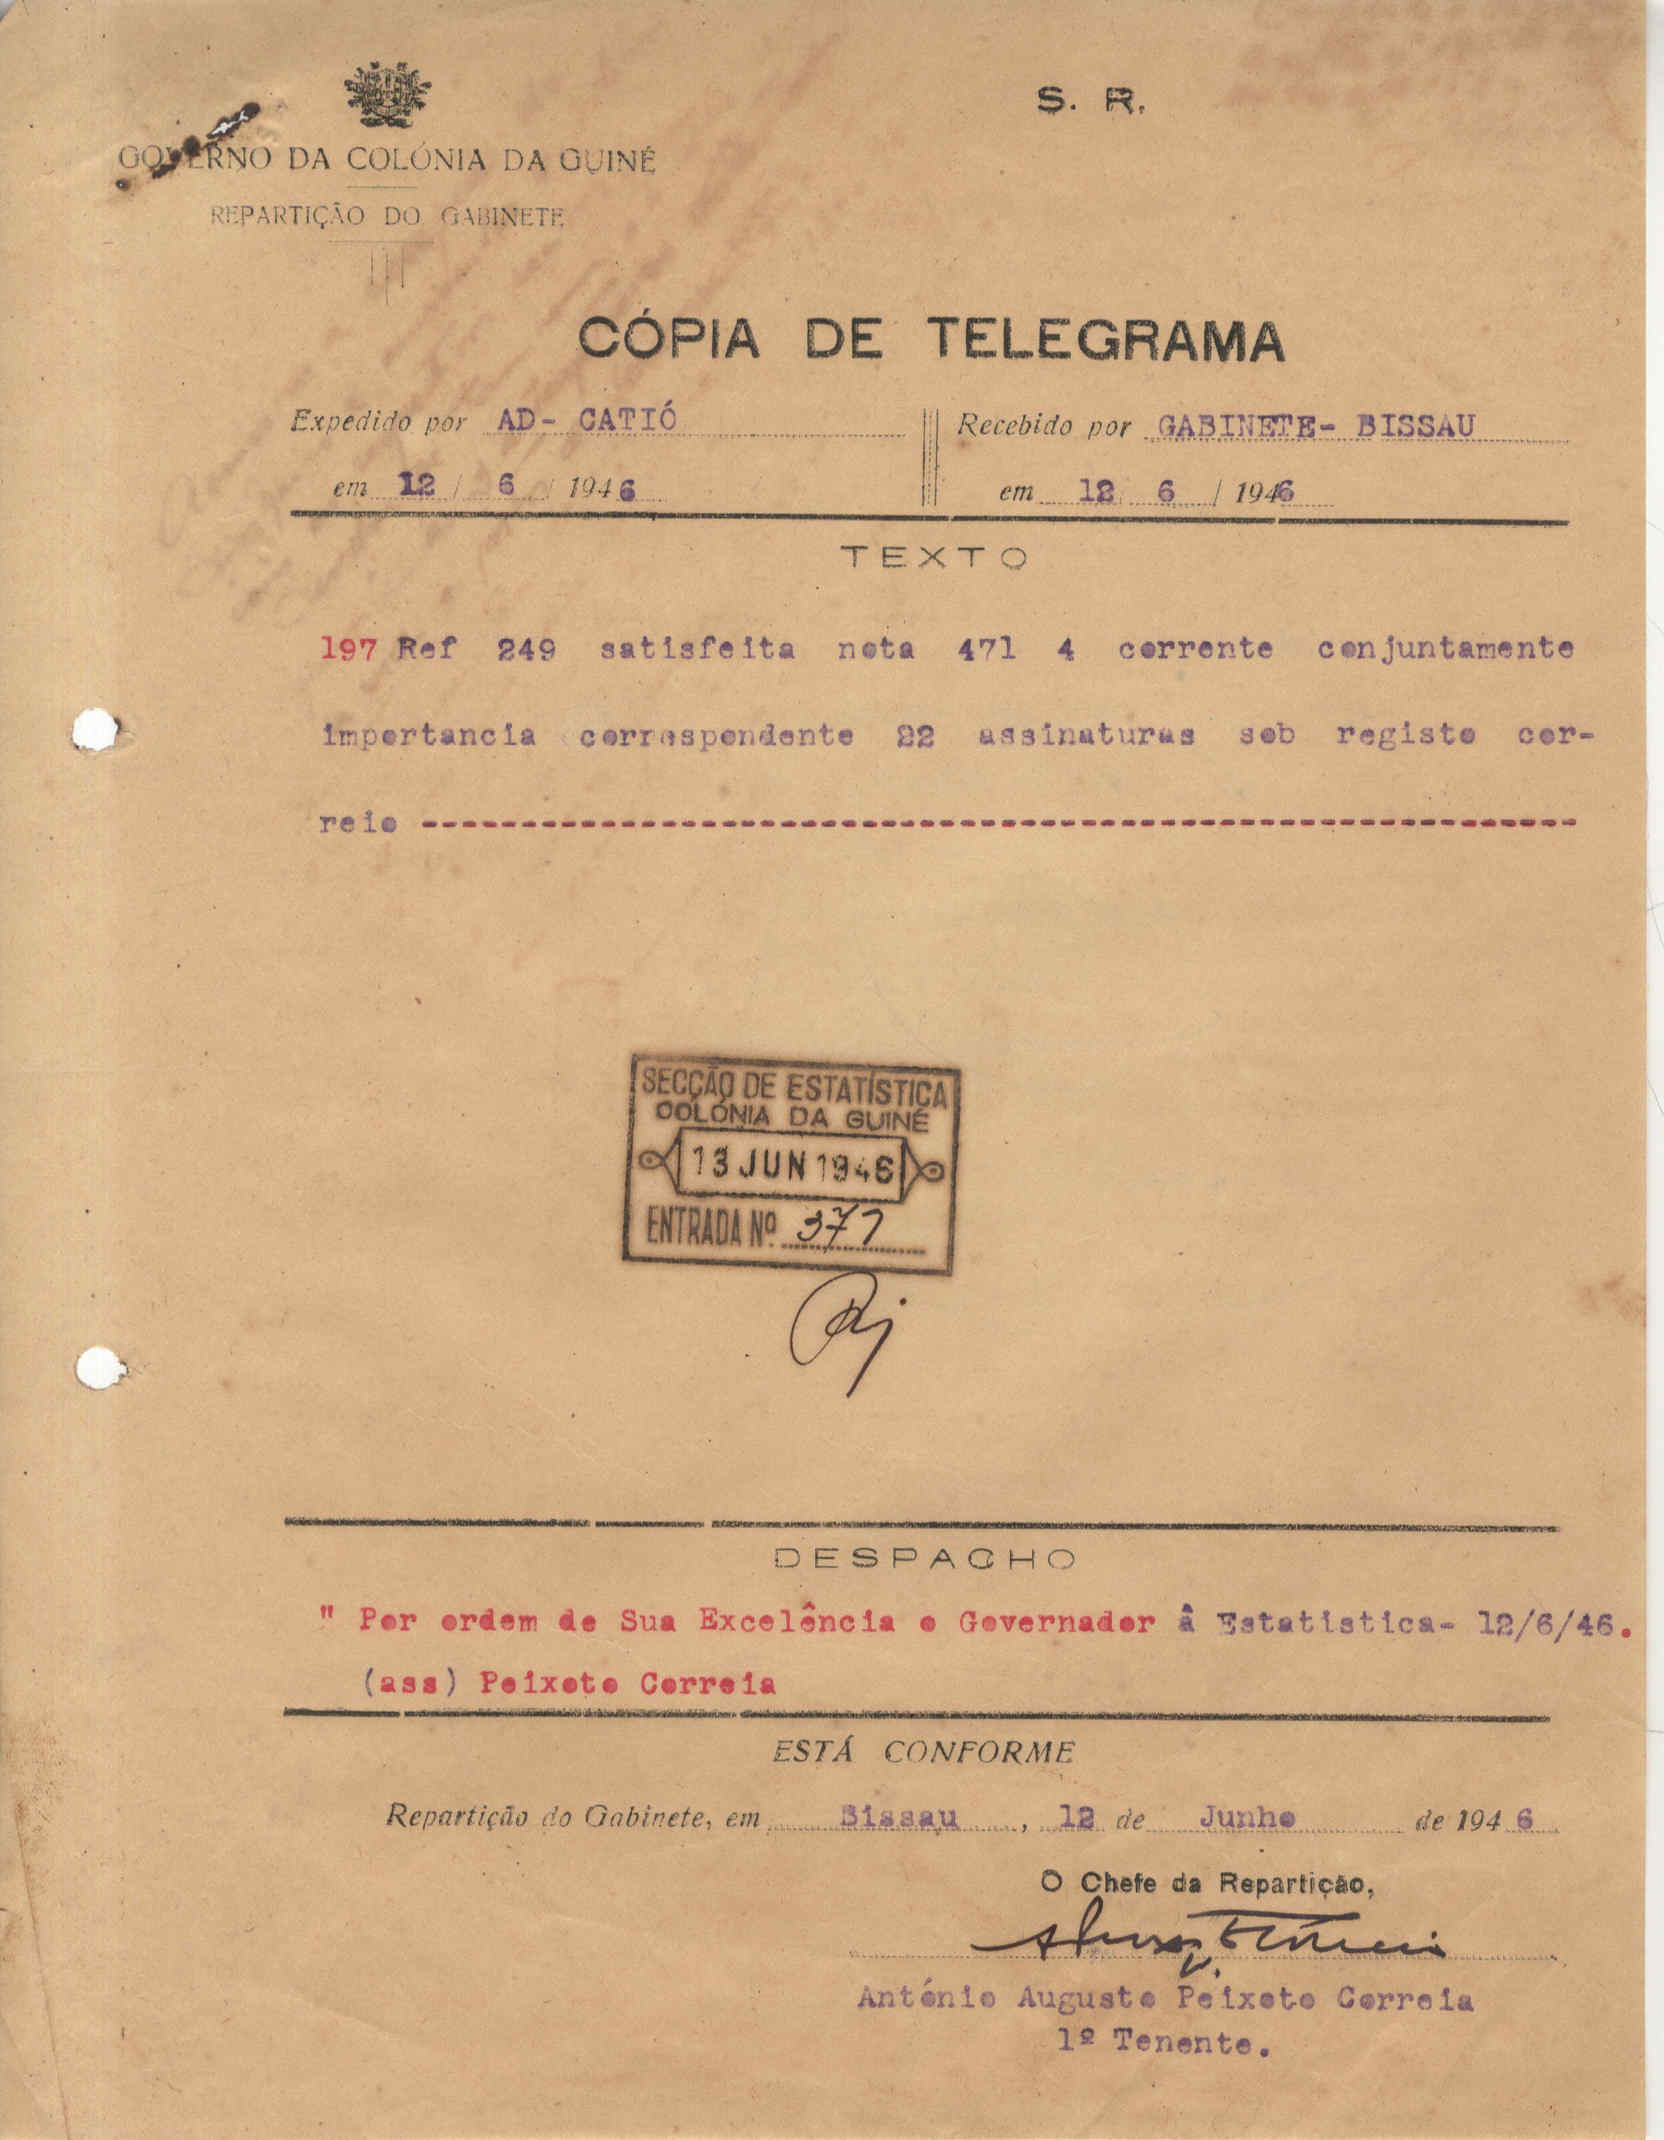 S. R.
GOVERNO DA COLÓNIA DA GUINÉ
REPARTIÇÃO DO GABINETE
CÓPIA DE TELEGRAMA
Expedido por AD- CATIÓ
em 12 / 6 / 1946
Recebido por GABINETE- BISSAU
em 12 6 / 1946
TEXTO
197 Ref 249 satisfeita nota 471 4 corrente conjuntamente
importancia correspondente 22 assinaturas sob registo cor-
reio ----------------------------------------------------------
SECÇÃO DE ESTATÍSTICA
COLÓNIA DA GUINÉ
13 JUN 1946
ENTRADA Nº 371
DESPACHO
" Por ordem de Sua Excelência o Governador â Estatistica- 12/6/46.
(ass) Peixoto Correia
ESTÁ CONFORME
Repartição do Gabinete, em Bissau, 12 de Junho de 1946
O Chefe da Repartição,
António Augusto Peixoto Correia
1º Tenente.